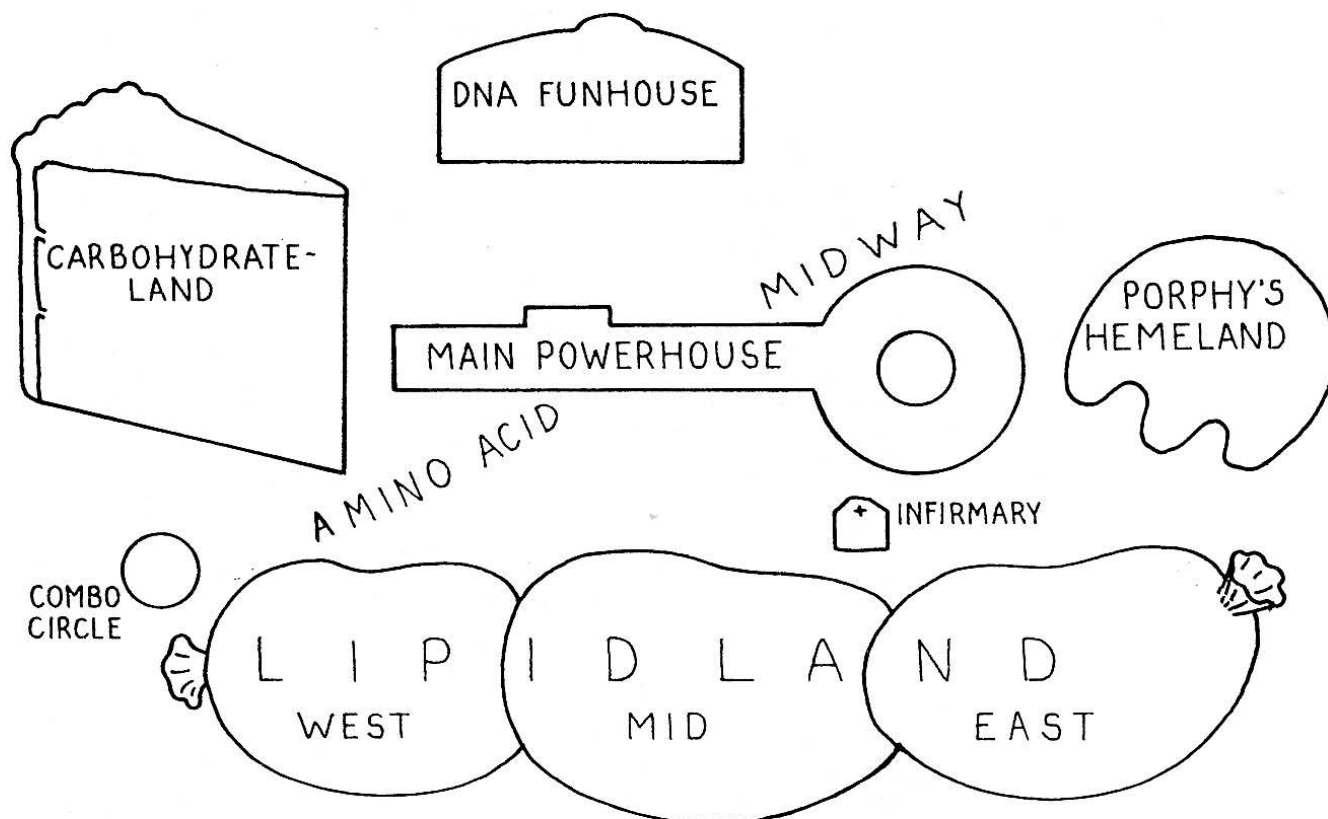 DNA FUNHOUSE
CARBOHYDRATE-
LAND
MIDWAY
PORPHY'S
HEMELAND
MAIN POWERHOUSE
AMINO ACID
INFIRMARY
COMBO
CIRCLE
LIPIDLAND
WEST MID EAST